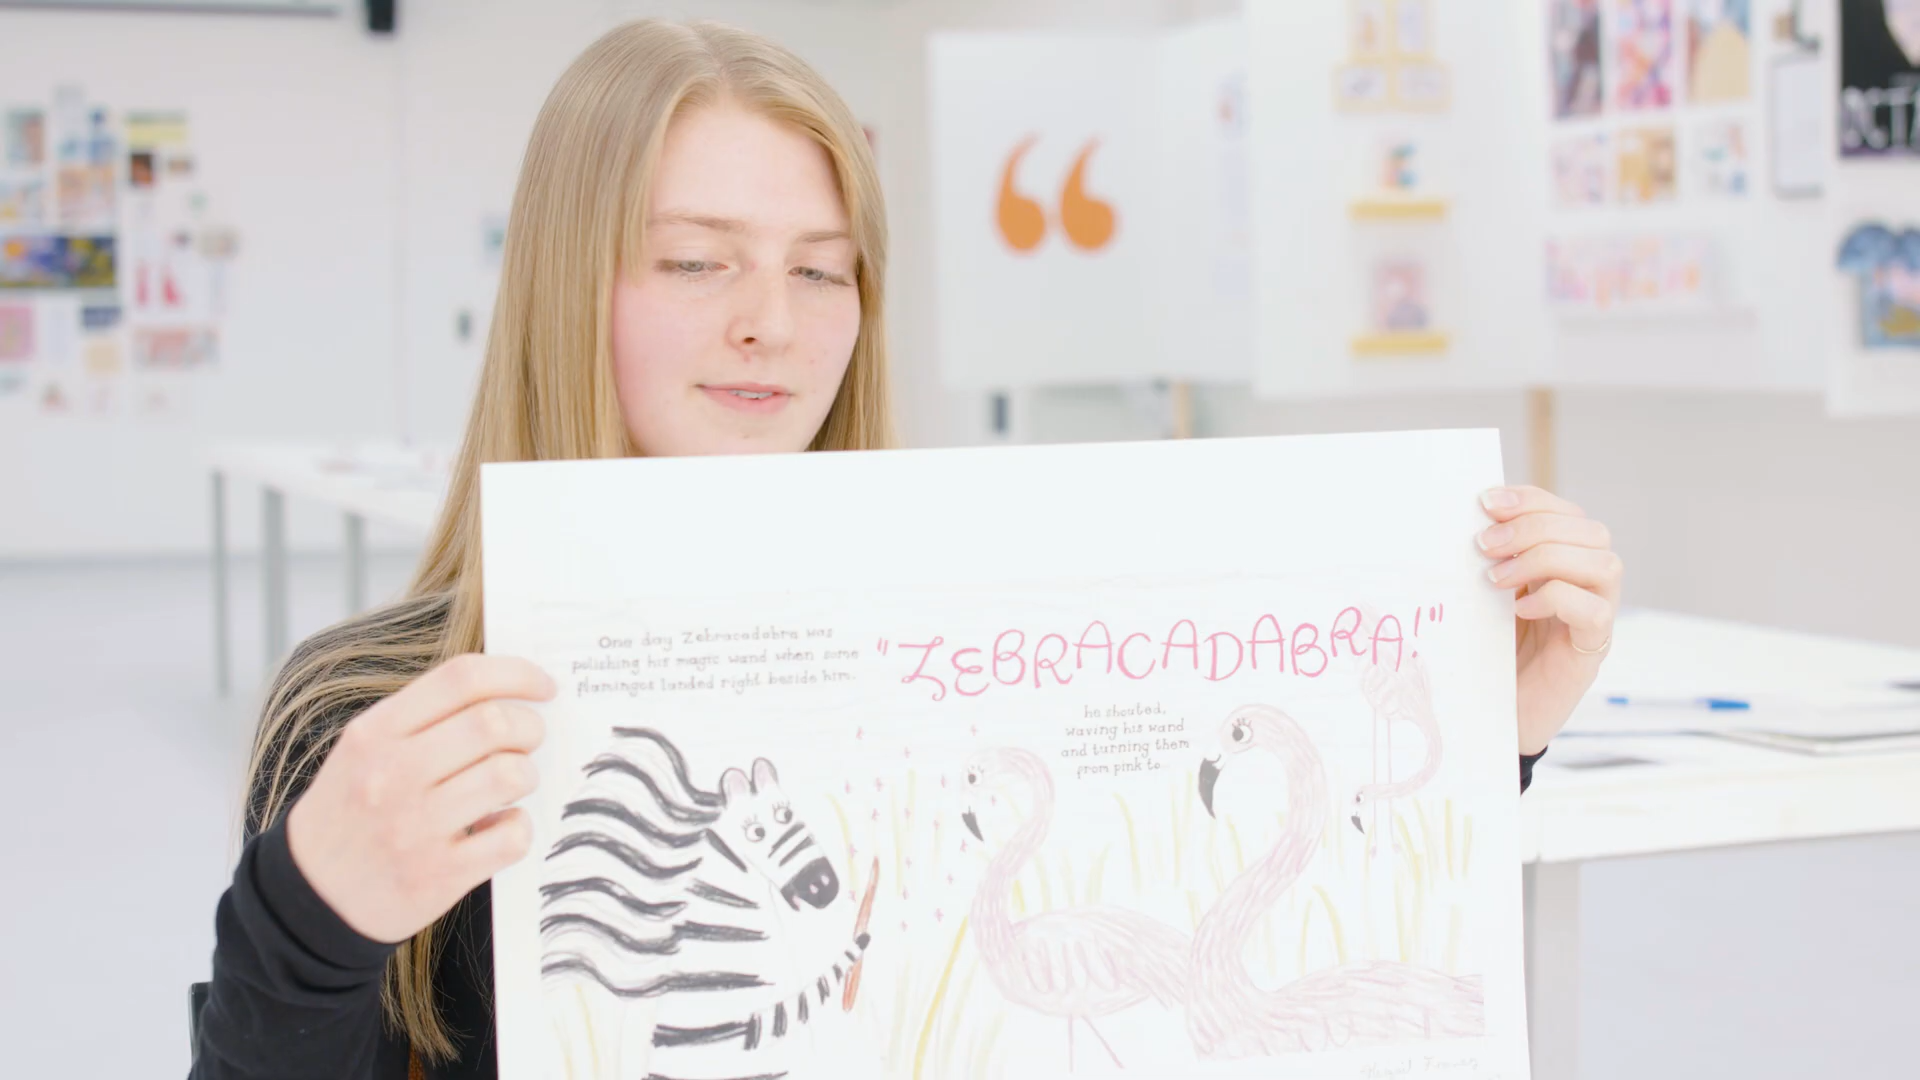 “
OCTA
One day Zebracadabra was
polishing his magic wand when some
flamingos landed right beside him.
"ZEBRACADABRA!"
he shouted,
waving his wand
and turning them
from pink to